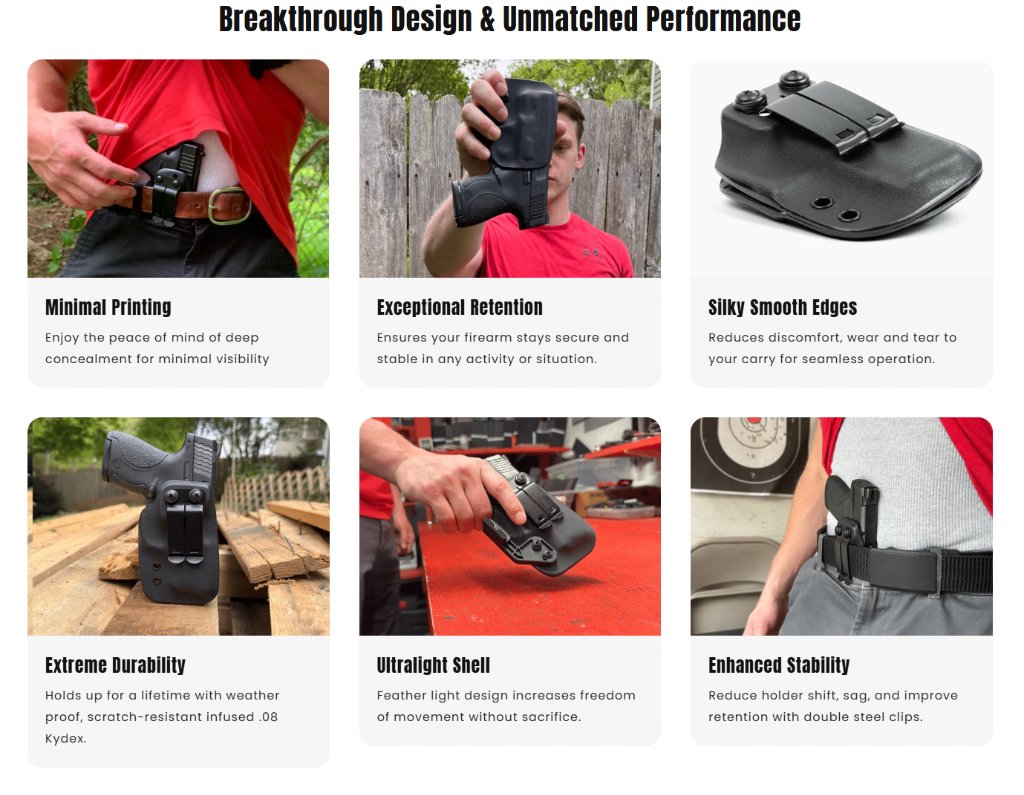 Breakthrough Design & Unmatched Performance
Minimal Printing
Enjoy the peace of mind of deep
concealment for minimal visibility
Exceptional Retention
Ensures your firearm stays secure and
stable in any activity or situation.
Silky Smooth Edges
Reduces discomfort, wear and tear to
your carry for seamless operation.
Extreme Durability
Holds up for a lifetime with weather
proof, scratch-resistant infused .08
Kydex.
Ultralight Shell
Feather light design increases freedom
of movement without sacrifice.
Enhanced Stability
Reduce holder shift, sag, and improve
retention with double steel clips.